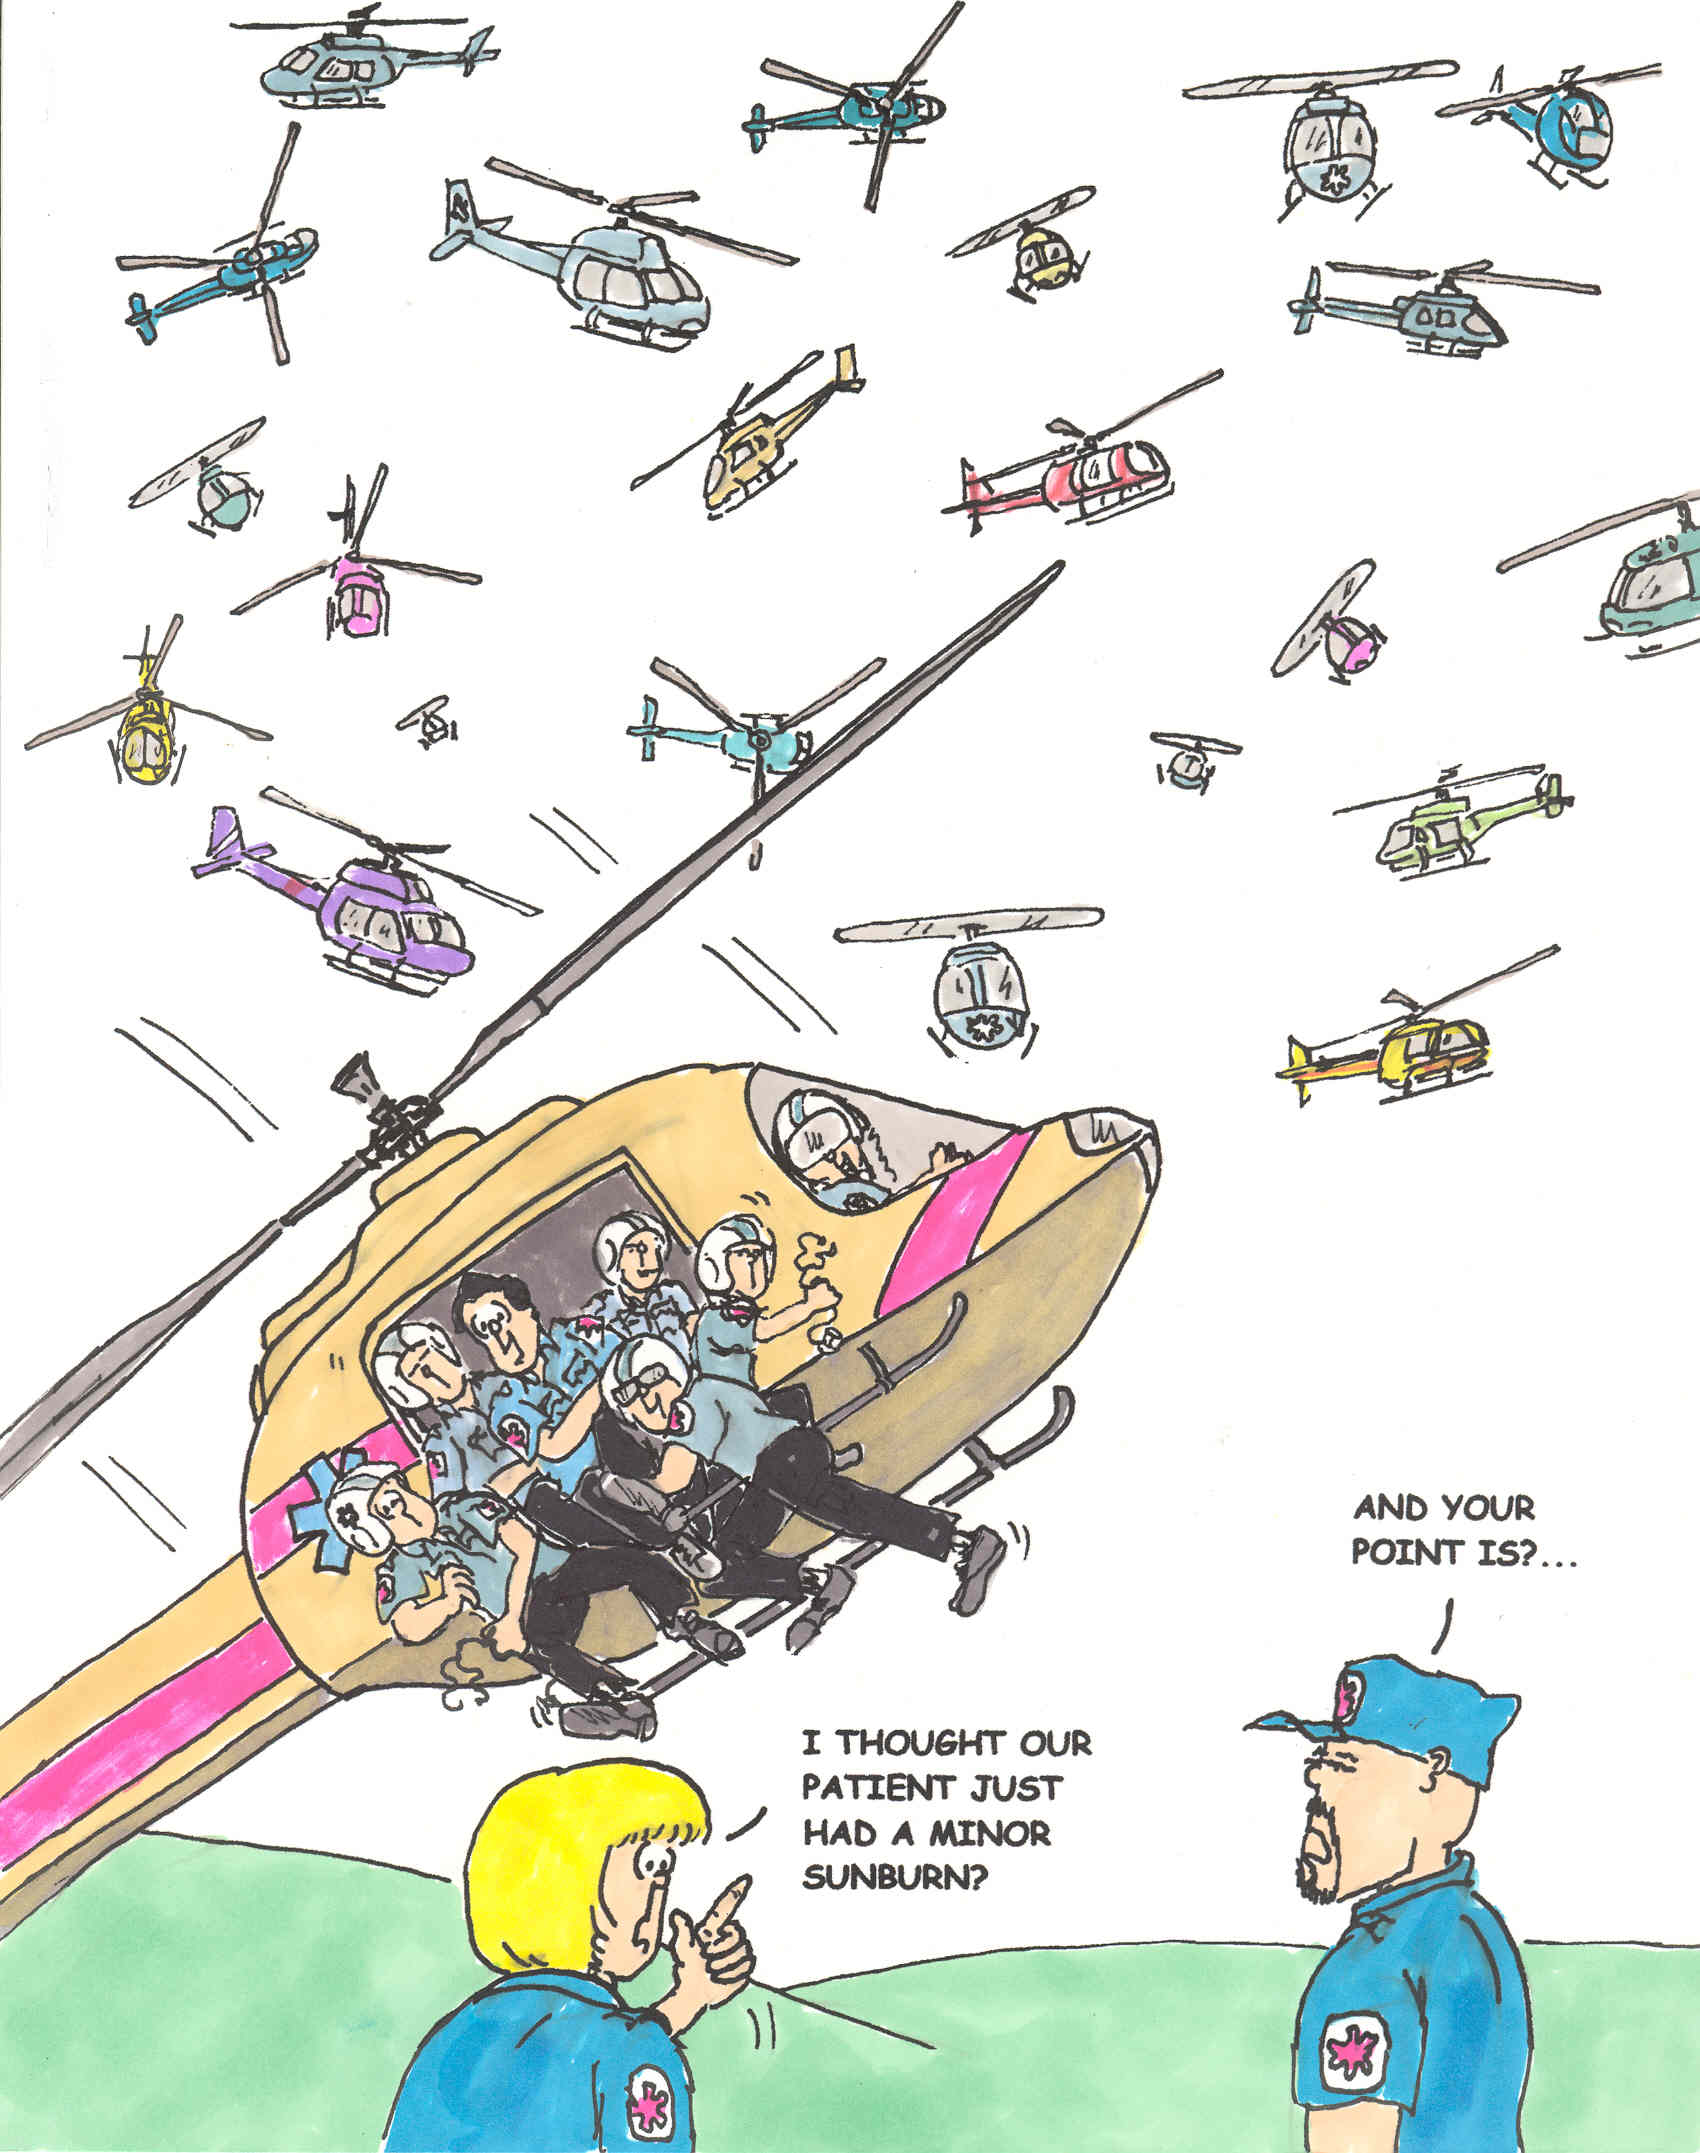 AND YOUR
POINT IS?...
I THOUGHT OUR
PATIENT JUST
HAD A MINOR
SUNBURN?